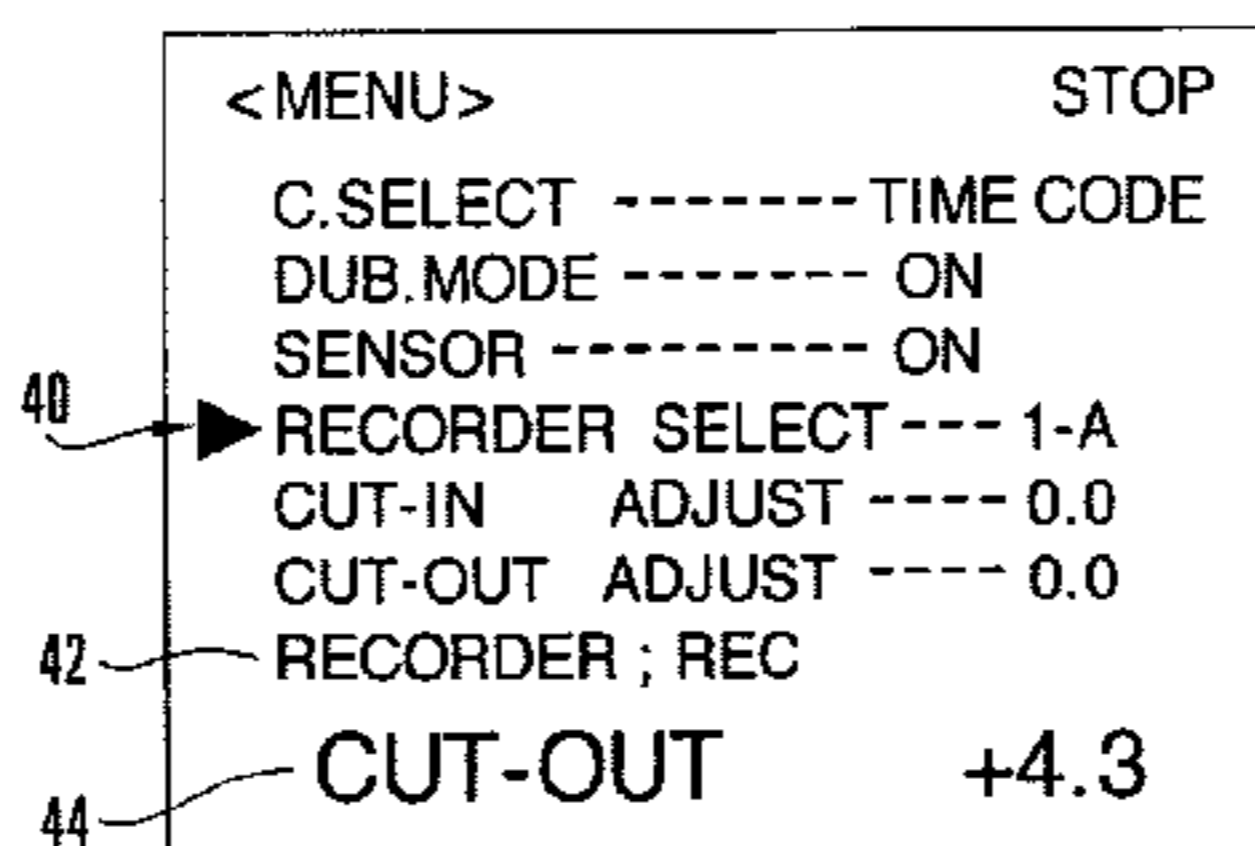 <MENU> STOP
C.SELECT ------- TIME CODE
DUB.MODE ------- ON
SENSOR --------- ON
40 ▶RECORDER SELECT --- 1-A
CUT-IN ADJUST ---- 0.0
CUT-OUT ADJUST ---- 0.0
42 RECORDER ; REC
44 CUT-OUT +4.3